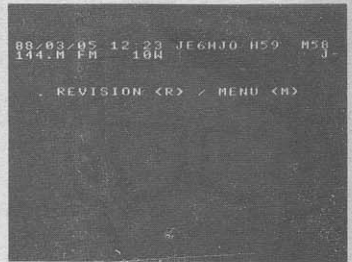 88/03/05 12:23 JE6HJO H59 M58
144.M FM 10W J-
. REVISION <R> / MENU <M>